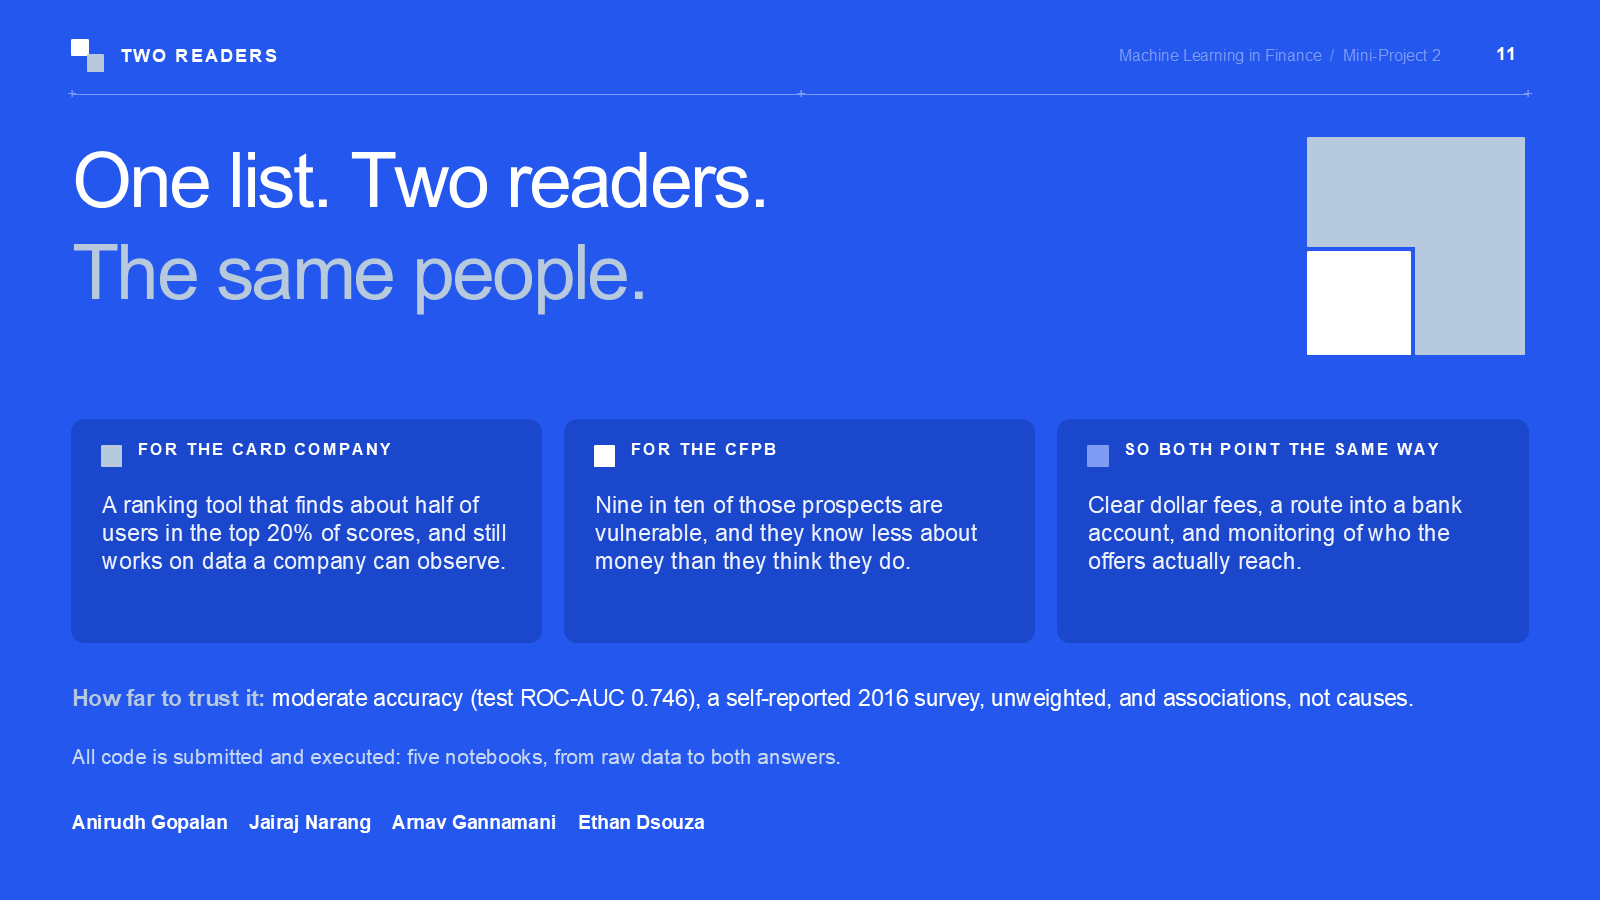 TWO READERS
Machine Learning in Finance / Mini-Project 2
11
One list. Two readers.
The same people.
FOR THE CARD COMPANY
A ranking tool that finds about half of
users in the top 20% of scores, and still
works on data a company can observe.
FOR THE CFPB
Nine in ten of those prospects are
vulnerable, and they know less about
money than they think they do.
SO BOTH POINT THE SAME WAY
Clear dollar fees, a route into a bank
account, and monitoring of who the
offers actually reach.
How far to trust it: moderate accuracy (test ROC-AUC 0.746), a self-reported 2016 survey, unweighted, and associations, not causes.
All code is submitted and executed: five notebooks, from raw data to both answers.
Anirudh Gopalan Jairaj Narang Arnav Gannamani Ethan Dsouza